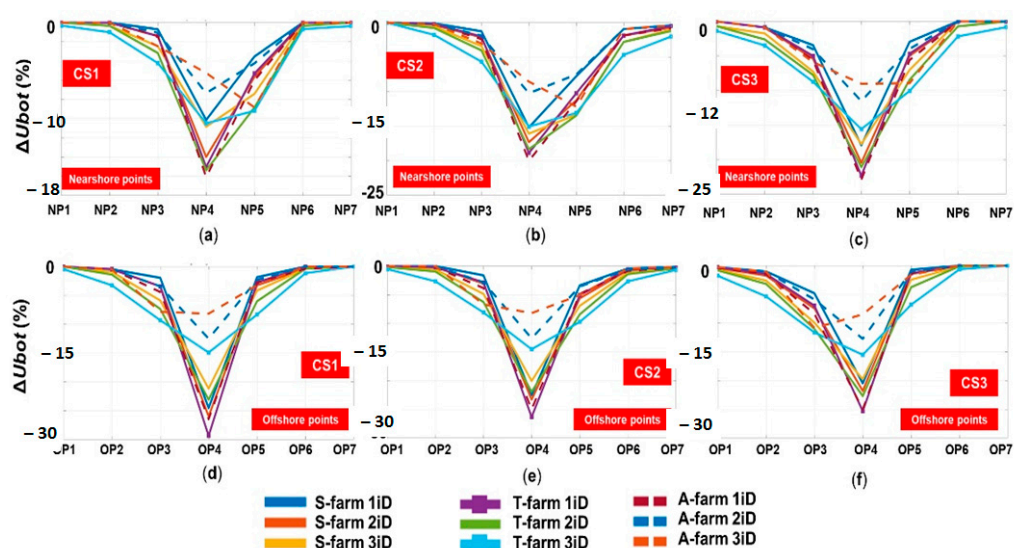 ΔUbot (%)
0 0 0
CS1 CS2 CS3
– 10 –15 – 12
Nearshore points Nearshore points Nearshore points
– 18 -25 – 25
NP1 NP2 NP3 NP4 NP5 NP6 NP7 NP1 NP2 NP3 NP4 NP5 NP6 NP7 NP1 NP2 NP3 NP4 NP5 NP6 NP7
(a) (b) (c)
ΔUbot (%)
0 0 0
– 15 – 15 – 15
CS1 CS2 CS3
Offshore points Offshore points Offshore points
– 30 – 30 – 30
OP1 OP2 OP3 OP4 OP5 OP6 OP7 OP1 OP2 OP3 OP4 OP5 OP6 OP7 OP1 OP2 OP3 OP4 OP5 OP6 OP7
(d) (e) (f)
S-farm 1iD T-farm 1iD A-farm 1iD
S-farm 2iD T-farm 2iD A-farm 2iD
S-farm 3iD T-farm 3iD A-farm 3iD